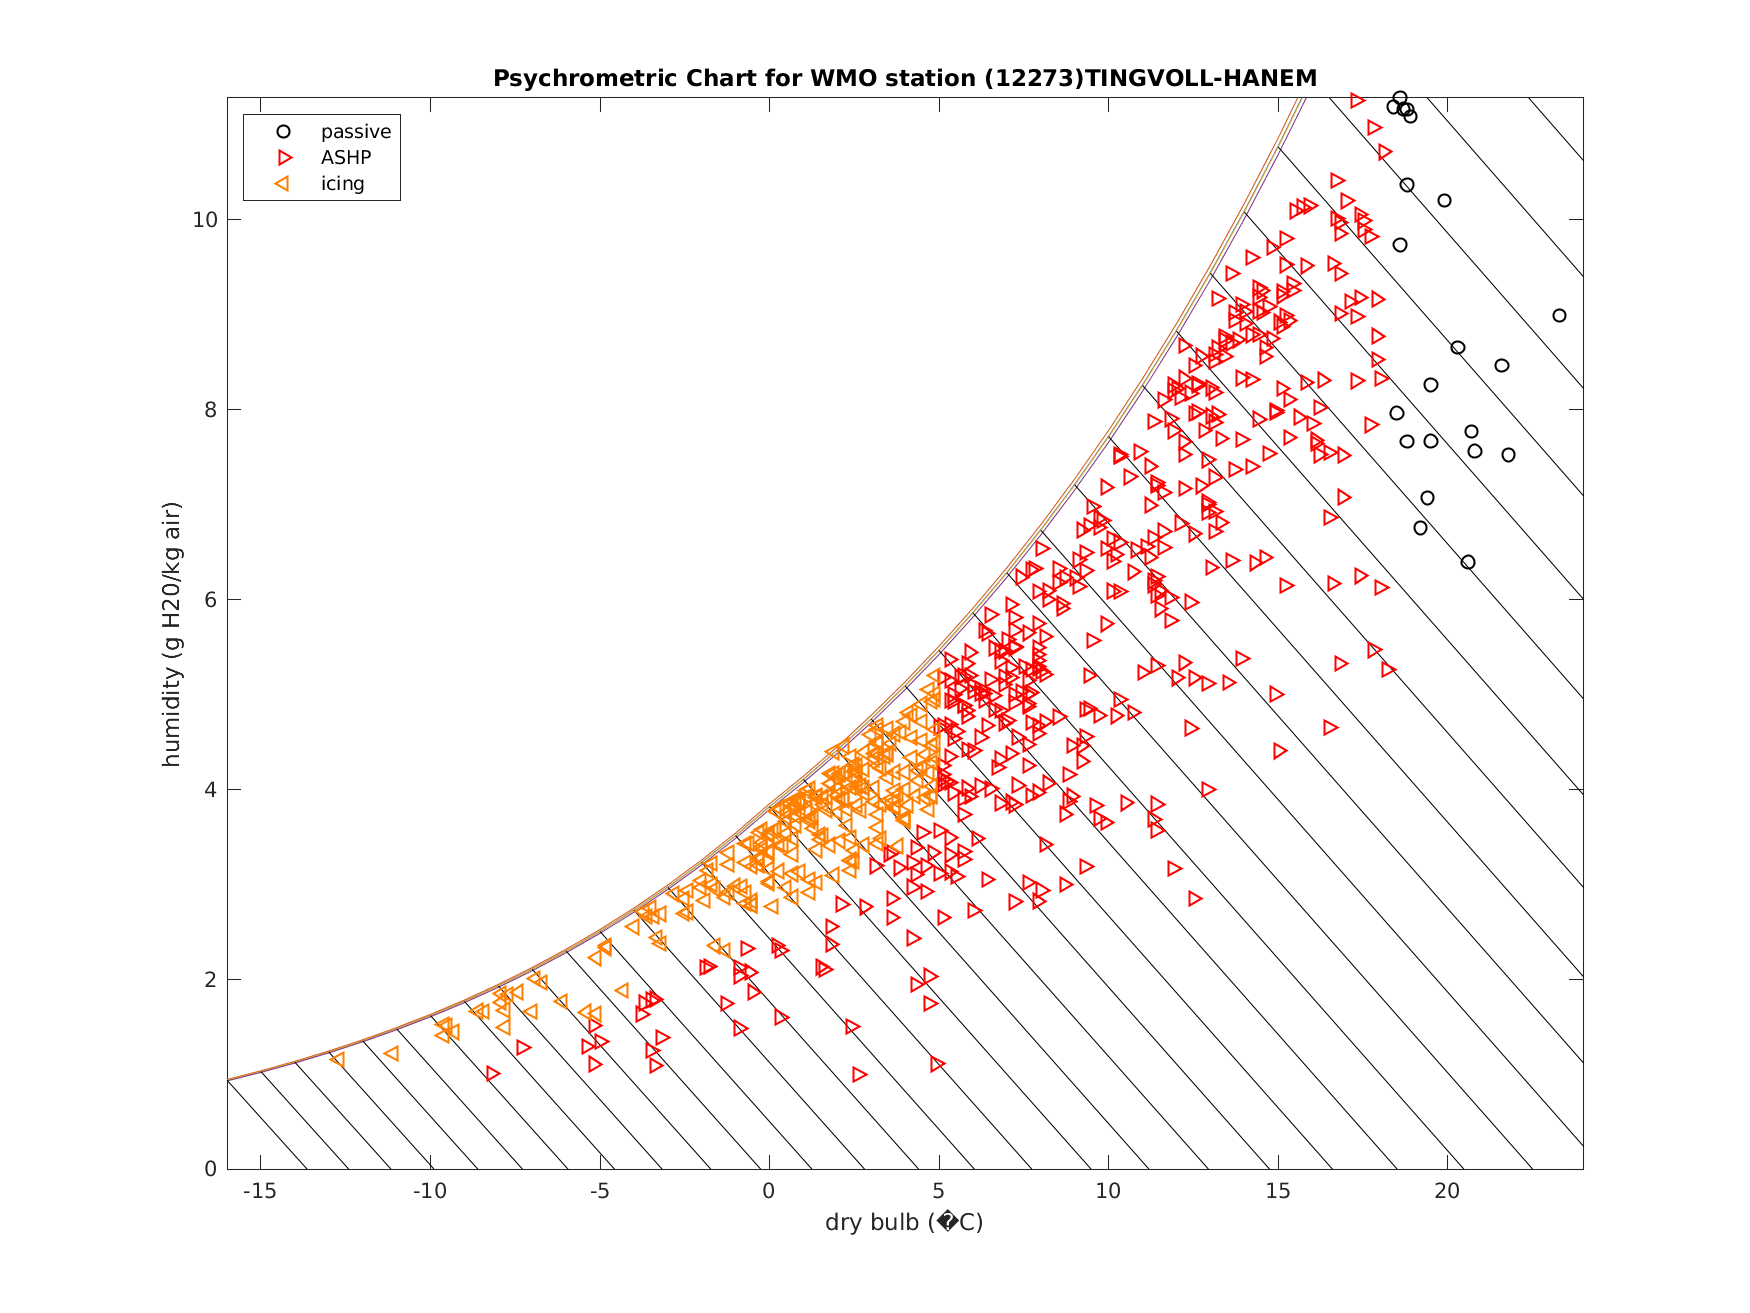 Psychrometric Chart for WMO station (12273)TINGVOLL-HANEM
passive
ASHP
icing
humidity (g H20/kg air)
10
8
6
4
2
0
-15 -10 -5 0 5 10 15 20
dry bulb (�C)